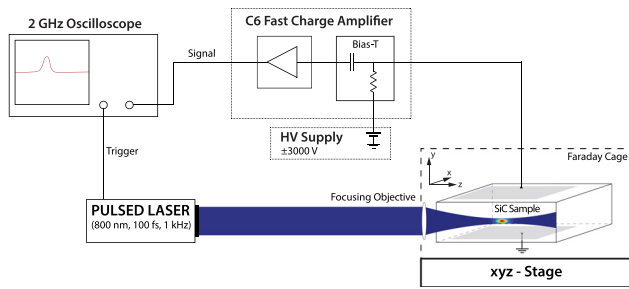 2 GHz Oscilloscope
C6 Fast Charge Amplifier
Bias-T
Signal
HV Supply
±3000 V
Trigger
Faraday Cage
y
x
z
Focusing Objective
SiC Sample
PULSED LASER
(800 nm, 100 fs, 1 kHz)
xyz - Stage